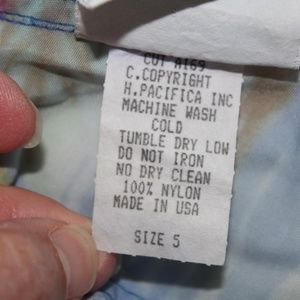 CUT A169
C.COPYRIGHT
H.PACIFICA INC
MACHINE WASH
COLD
TUMBLE DRY LOW
DO NOT IRON
NO DRY CLEAN
100% NYLON
MADE IN USA
SIZE 5